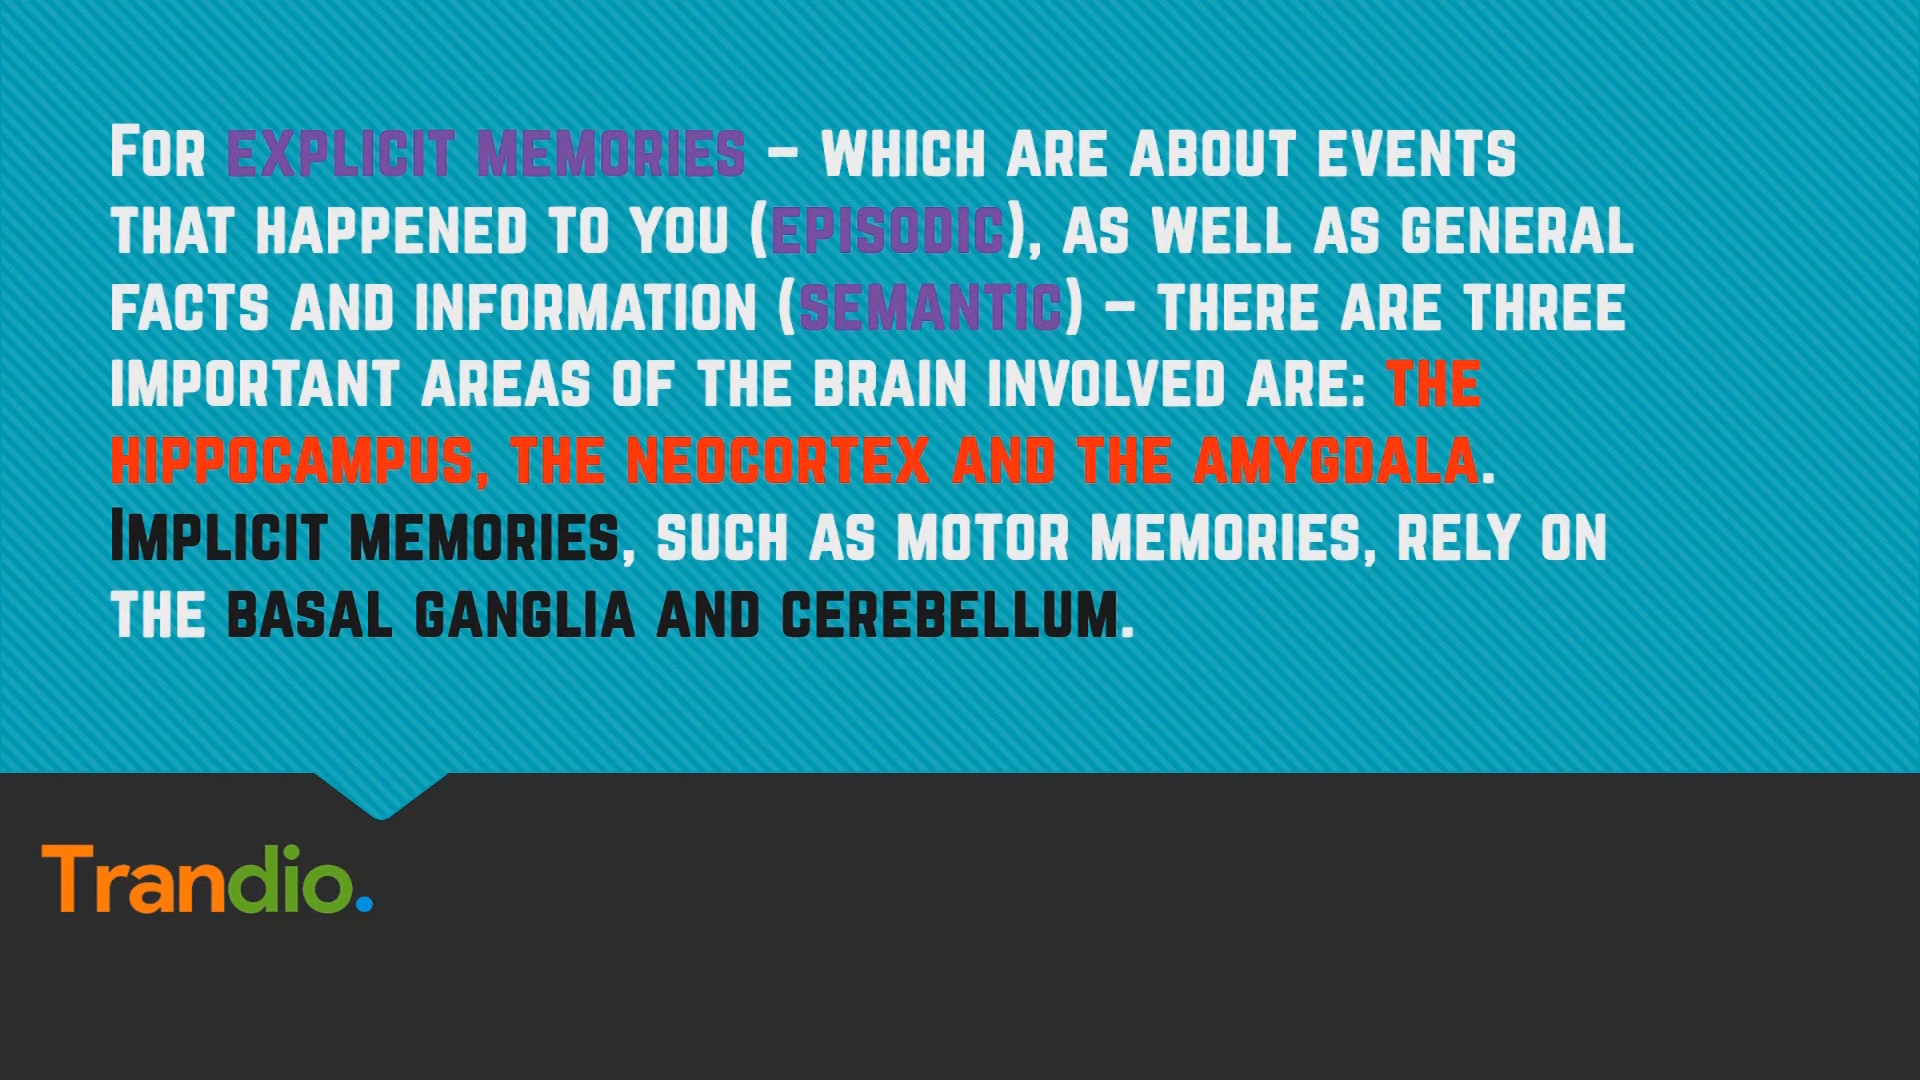 For explicit memories – which are about events
that happened to you (episodic), as well as general
facts and information (semantic) – there are three
important areas of the brain involved are: the
hippocampus, the neocortex and the amygdala.
Implicit memories, such as motor memories, rely on
the basal ganglia and cerebellum.
Trandio.